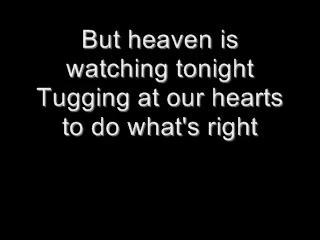 But heaven is
watching tonight
Tugging at our hearts
to do what's right